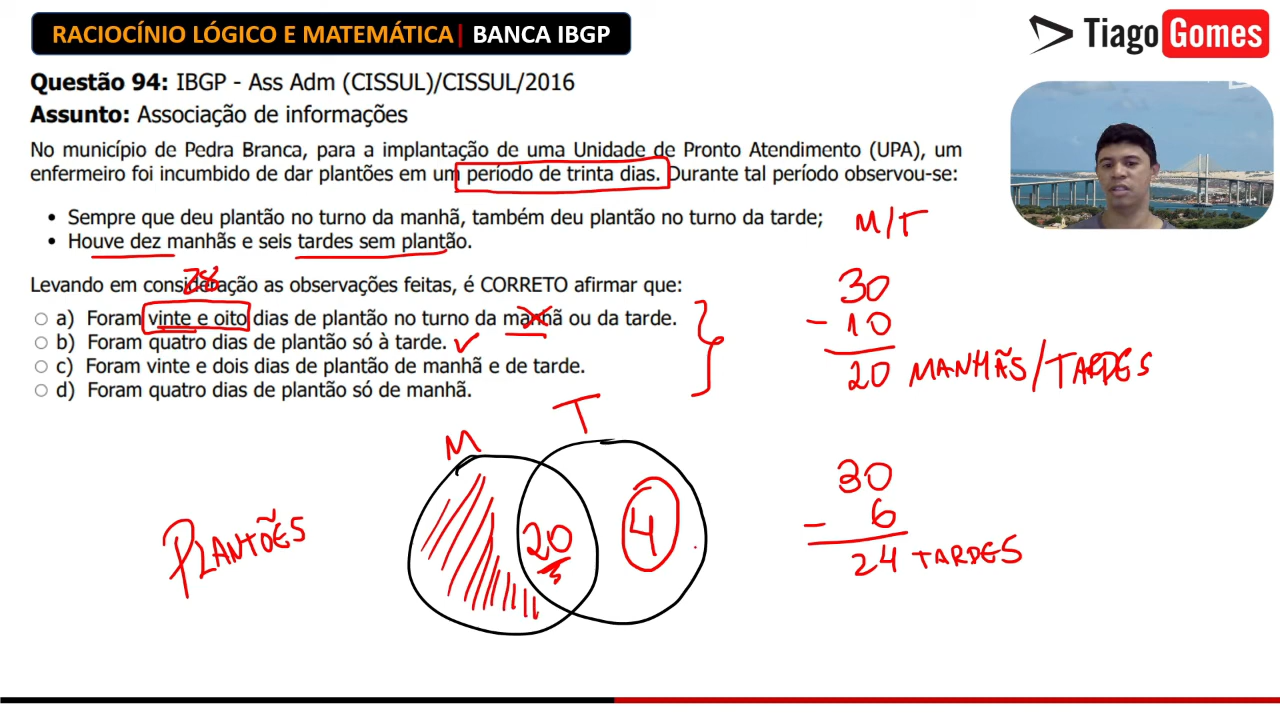 RACIOCÍNIO LÓGICO E MATEMÁTICA| BANCA IBGP
Tiago Gomes
Questão 94: IBGP - Ass Adm (CISSUL)/CISSUL/2016
Assunto: Associação de informações
No município de Pedra Branca, para a implantação de uma Unidade de Pronto Atendimento (UPA), um
enfermeiro foi incumbido de dar plantões em um período de trinta dias. Durante tal período observou-se:
• Sempre que deu plantão no turno da manhã, também deu plantão no turno da tarde;
• Houve dez manhãs e seis tardes sem plantão.
M/T
Levando em consideração as observações feitas, é CORRETO afirmar que:
28
a) Foram vinte e oito dias de plantão no turno da manhã ou da tarde.
b) Foram quatro dias de plantão só à tarde.
c) Foram vinte e dois dias de plantão de manhã e de tarde.
d) Foram quatro dias de plantão só de manhã.
30
- 10
20 MANHÃS/TARDES
M T
PLANTÕES
20 4
30
- 6
24 TARDES